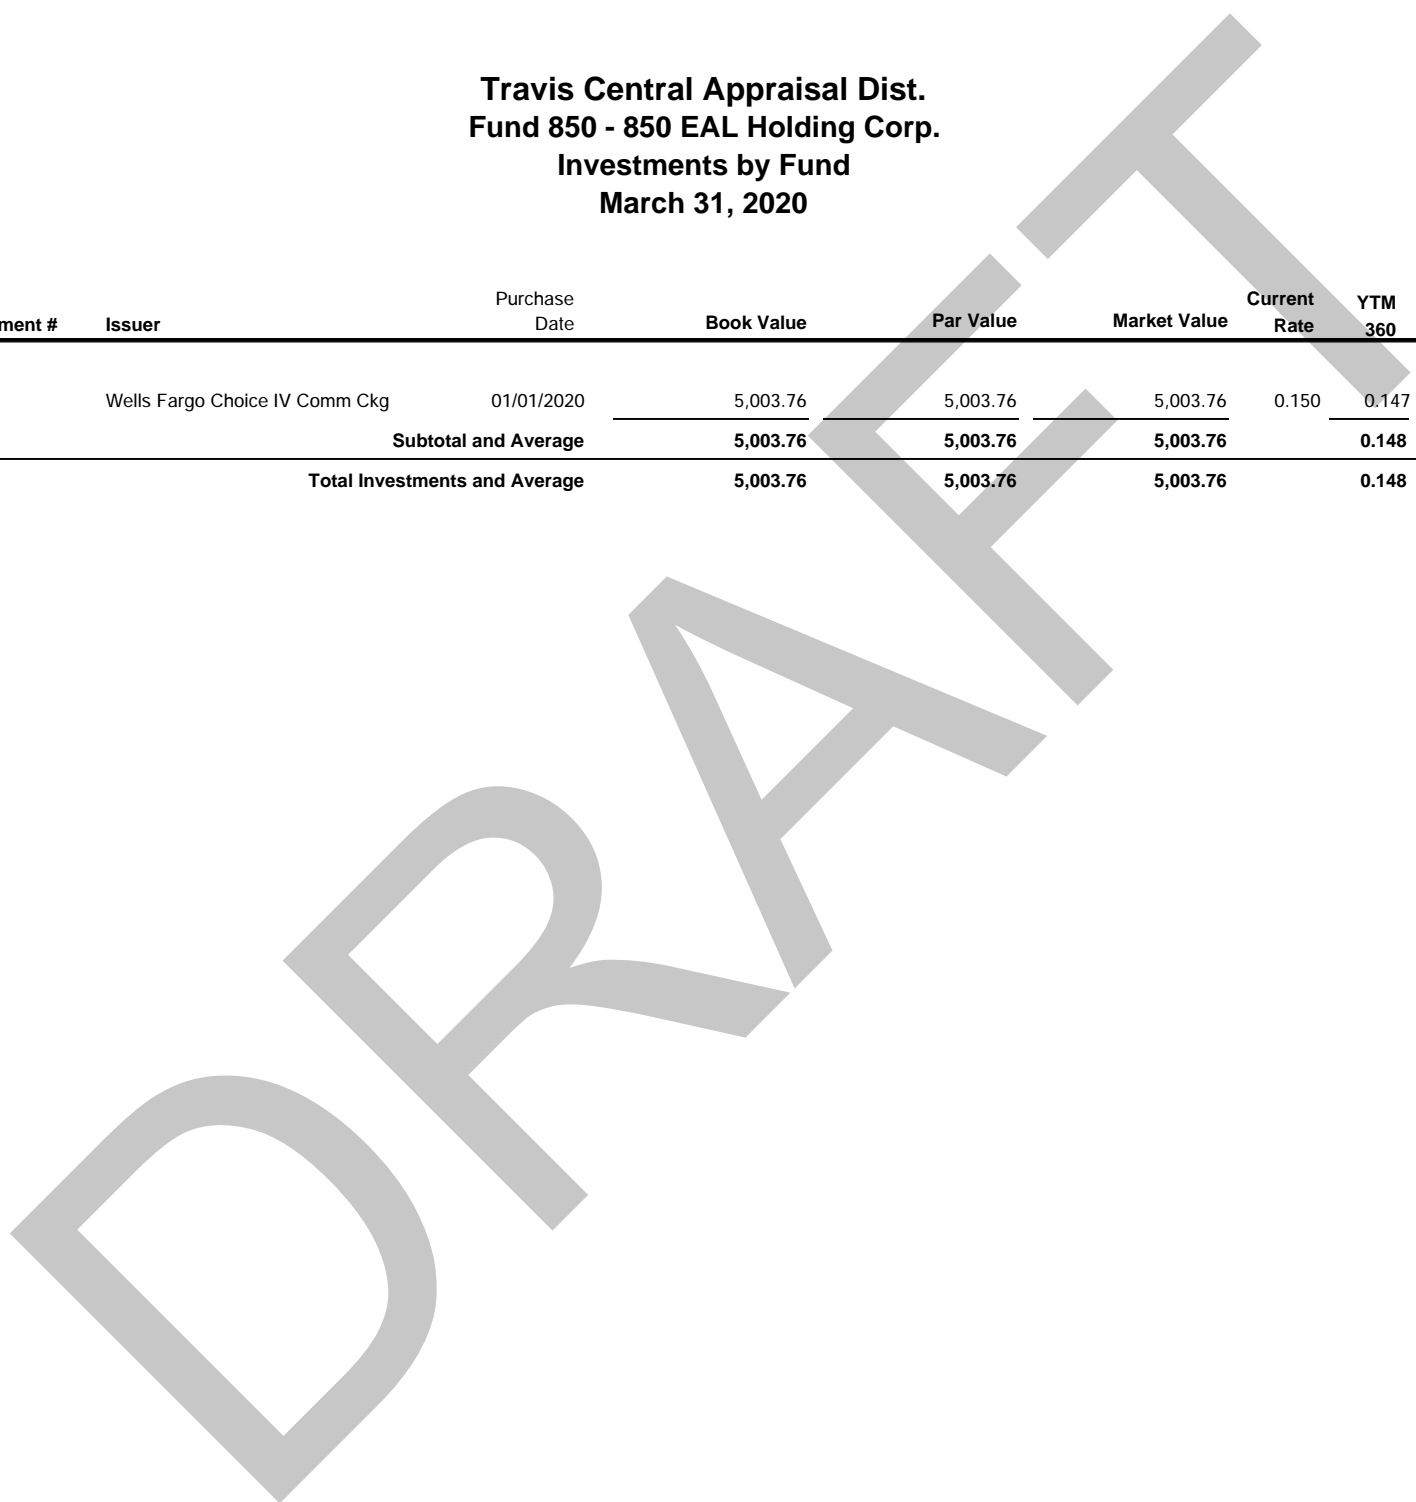 Travis Central Appraisal Dist.
Fund 850 - 850 EAL Holding Corp.
Investments by Fund
March 31, 2020
ment # Issuer Purchase Date Book Value Par Value Market Value Current Rate YTM 360
Wells Fargo Choice IV Comm Ckg 01/01/2020 5,003.76 5,003.76 5,003.76 0.150 0.147
Subtotal and Average 5,003.76 5,003.76 5,003.76 0.148
Total Investments and Average 5,003.76 5,003.76 5,003.76 0.148
DRAFT